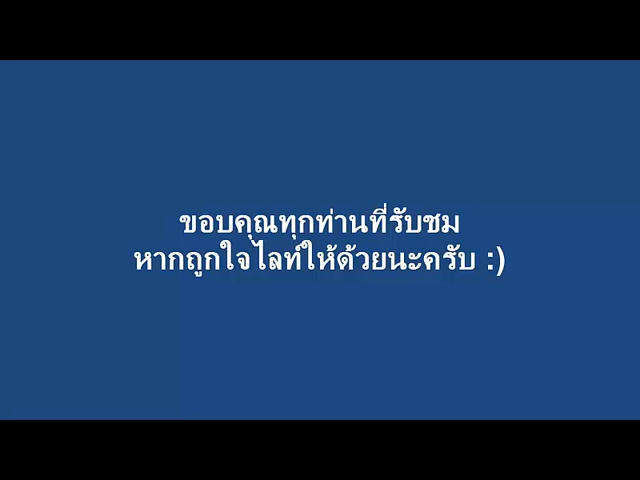 ขอบคุณทุกท่านที่รับชม
หากถูกใจไลท์ให้ด้วยนะครับ :)